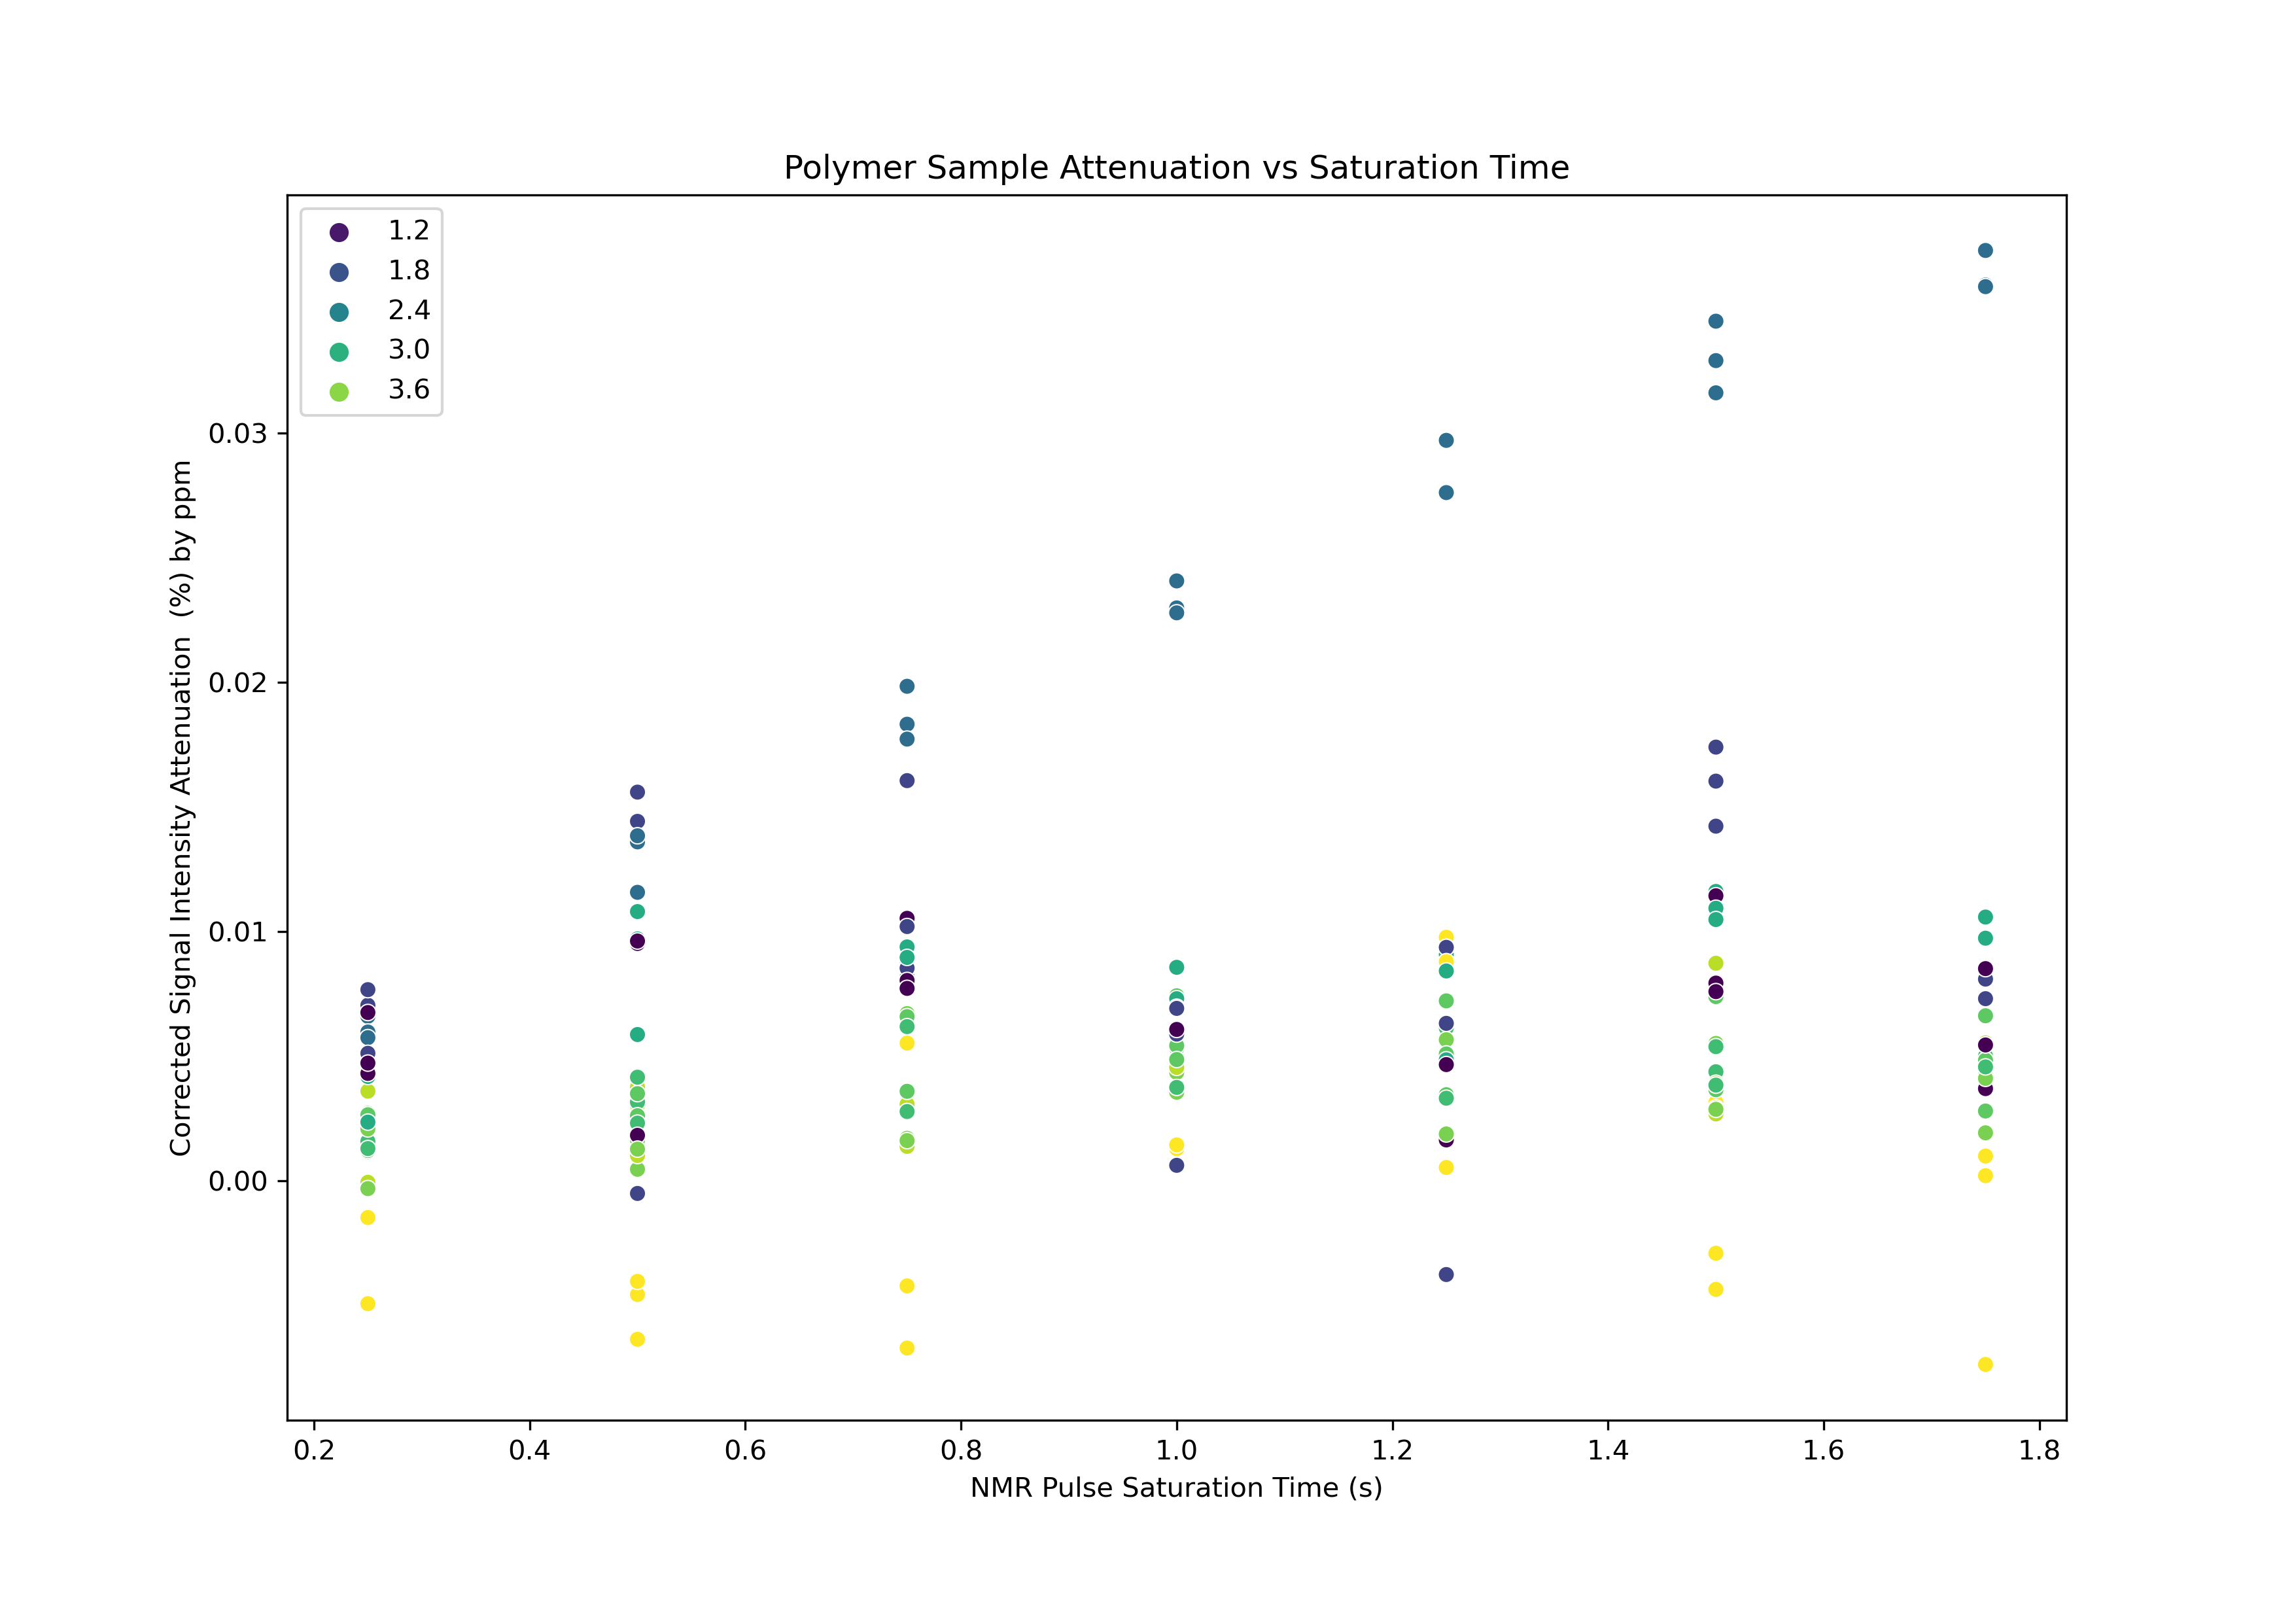 Polymer Sample Attenuation vs Saturation Time
1.2
1.8
2.4
3.0
3.6
Corrected Signal Intensity Attenuation  (%) by ppm
0.03
0.02
0.01
0.00
0.2 0.4 0.6 0.8 1.0 1.2 1.4 1.6 1.8
NMR Pulse Saturation Time (s)